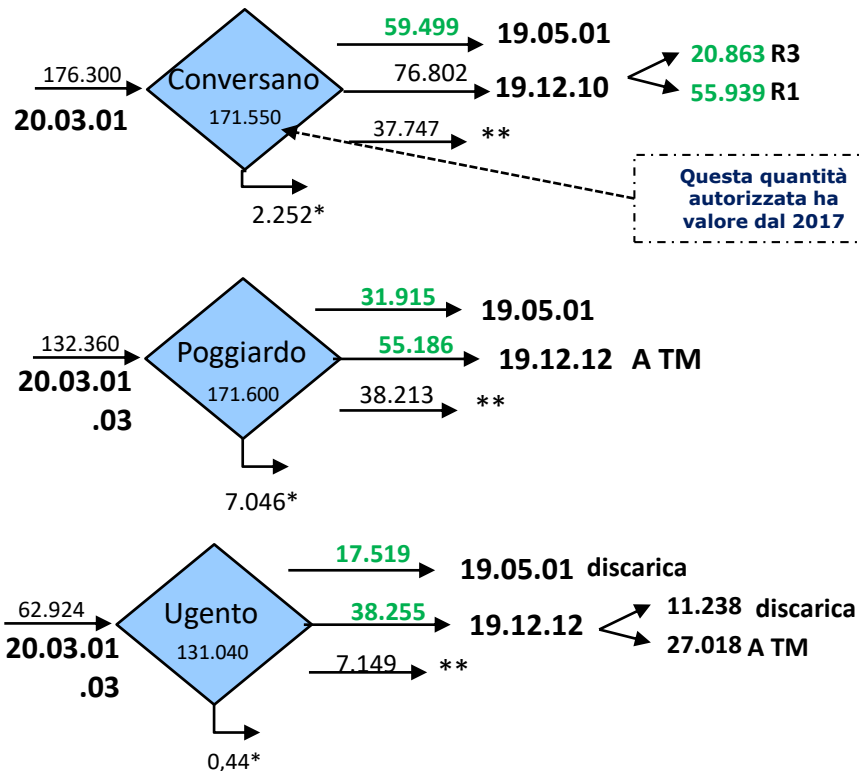 59.499
19.05.01
176.300
Conversano
76.802
19.12.10
20.863 R3
55.939 R1
20.03.01
171.550
37.747
**
2.252*
Questa quantità
autorizzata ha
valore dal 2017
31.915
19.05.01
132.360
Poggiardo
55.186
19.12.12 A TM
20.03.01
.03
171.600
38.213
**
7.046*
17.519
19.05.01 discarica
62.924
Ugento
38.255
19.12.12
11.238 discarica
27.018 A TM
20.03.01
.03
131.040
7.149
**
0,44*